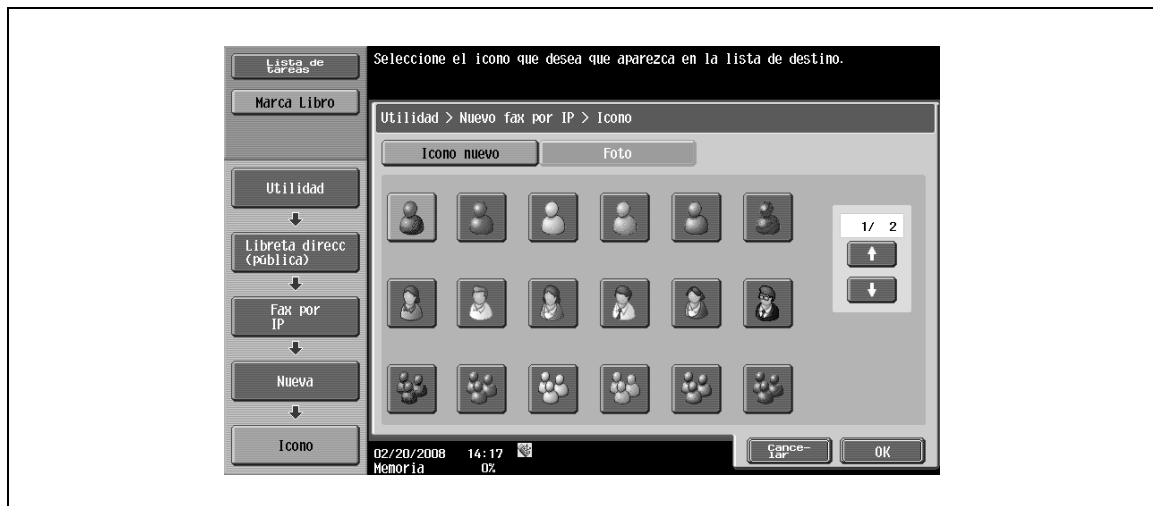 Lista de
tareas
Marca Libro
Utilidad
Libreta direcc
(pública)
Fax por
IP
Nueva
Icono
Seleccione el icono que desea que aparezca en la lista de destino.
Utilidad > Nuevo fax por IP > Icono
Icono nuevo
Foto
1/ 2
02/20/2008 14:17
Memoria 0%
Cance-
lar
OK